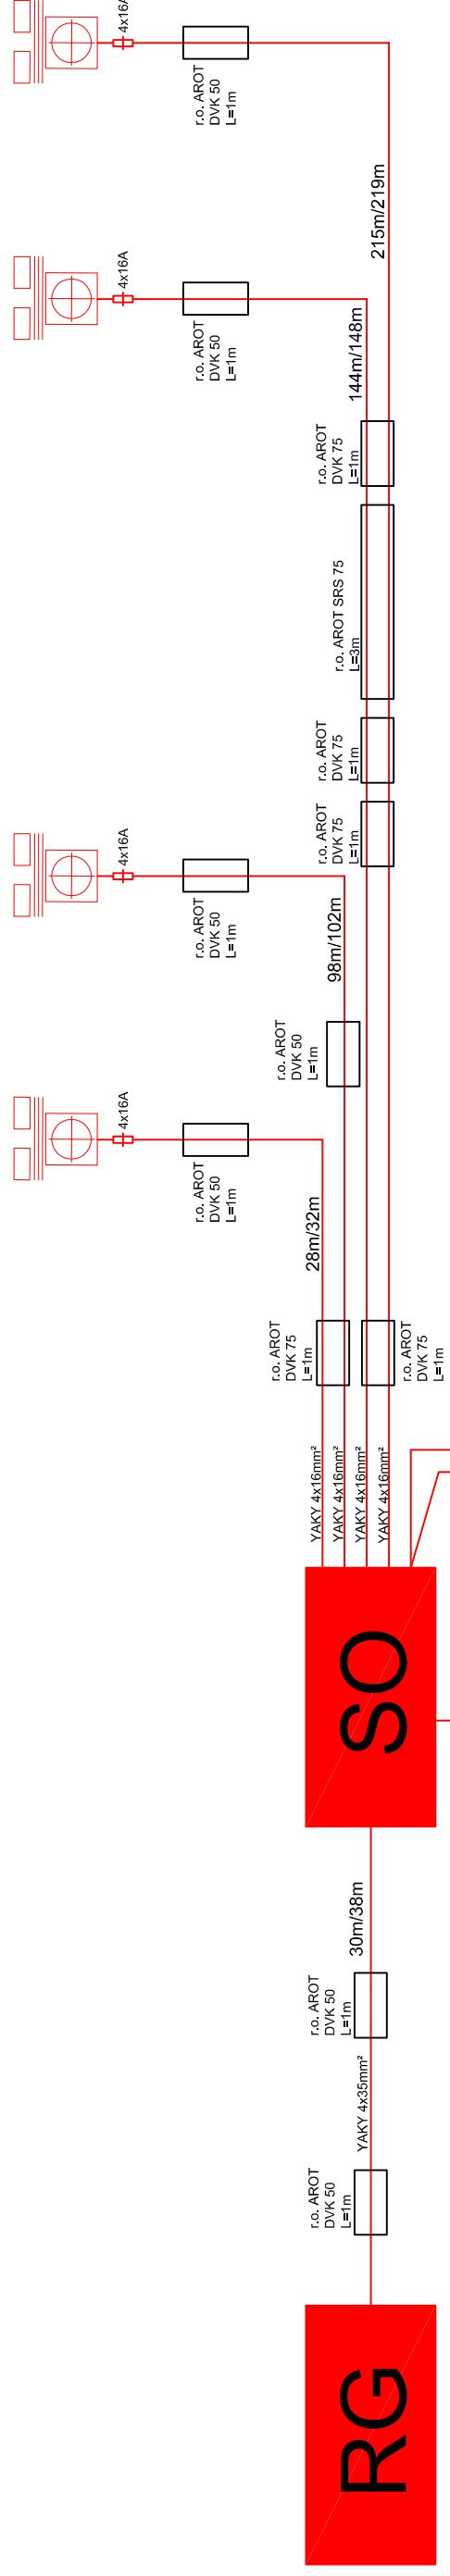 4x16A
r.o. AROT
DVK 50
L=1m
215m/219m
4x16A
r.o. AROT
DVK 50
L=1m
144m/148m
r.o. AROT
DVK 75
L=1m
r.o. AROT SRS 75
L=3m
r.o. AROT
DVK 75
L=1m
r.o. AROT
DVK 75
L=1m
4x16A
r.o. AROT
DVK 50
L=1m
98m/102m
r.o. AROT
DVK 50
L=1m
4x16A
r.o. AROT
DVK 50
L=1m
28m/32m
r.o. AROT
DVK 75
L=1m
r.o. AROT
DVK 75
L=1m
YAKY 4x16mm²
YAKY 4x16mm²
YAKY 4x16mm²
YAKY 4x16mm²
SO
30m/38m
r.o. AROT
DVK 50
L=1m
YAKY 4x35mm²
r.o. AROT
DVK 50
L=1m
RG